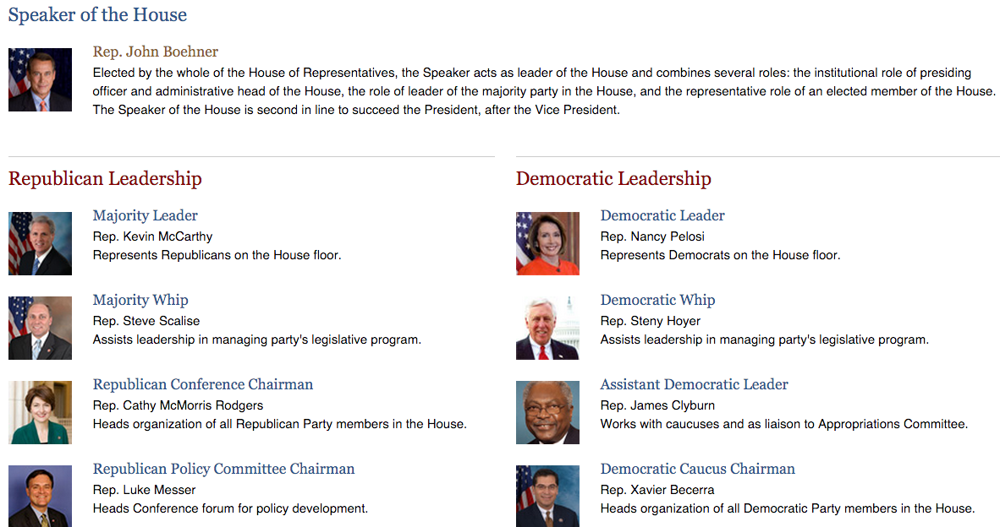 Speaker of the House
Rep. John Boehner
Elected by the whole of the House of Representatives, the Speaker acts as leader of the House and combines several roles: the institutional role of presiding
officer and administrative head of the House, the role of leader of the majority party in the House, and the representative role of an elected member of the House.
The Speaker of the House is second in line to succeed the President, after the Vice President.
Republican Leadership
Majority Leader
Rep. Kevin McCarthy
Represents Republicans on the House floor.
Majority Whip
Rep. Steve Scalise
Assists leadership in managing party's legislative program.
Republican Conference Chairman
Rep. Cathy McMorris Rodgers
Heads organization of all Republican Party members in the House.
Republican Policy Committee Chairman
Rep. Luke Messer
Heads Conference forum for policy development.
Democratic Leadership
Democratic Leader
Rep. Nancy Pelosi
Represents Democrats on the House floor.
Democratic Whip
Rep. Steny Hoyer
Assists leadership in managing party's legislative program.
Assistant Democratic Leader
Rep. James Clyburn
Works with caucuses and as liaison to Appropriations Committee.
Democratic Caucus Chairman
Rep. Xavier Becerra
Heads organization of all Democratic Party members in the House.